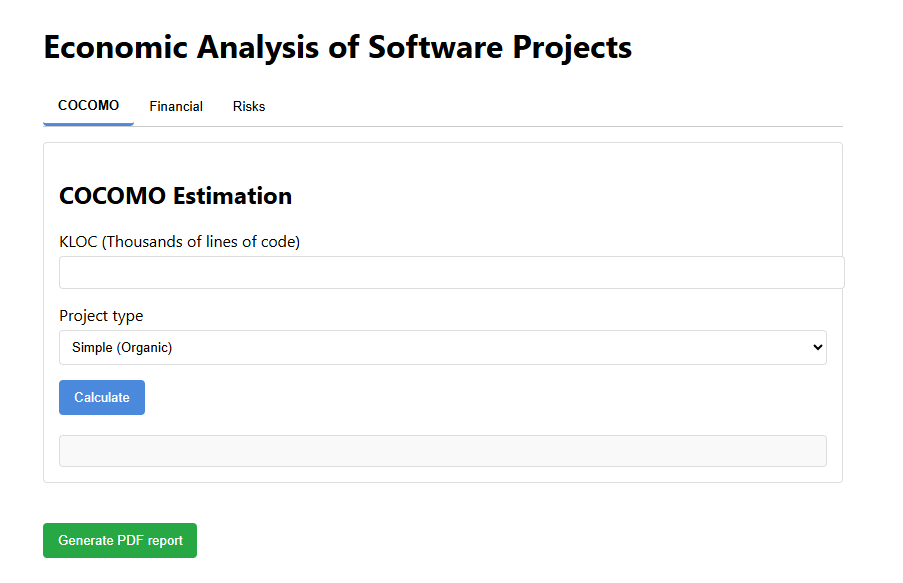 Economic Analysis of Software Projects
COCOMO Financial Risks
COCOMO Estimation
KLOC (Thousands of lines of code)
Project type
Simple (Organic)
Calculate
Generate PDF report